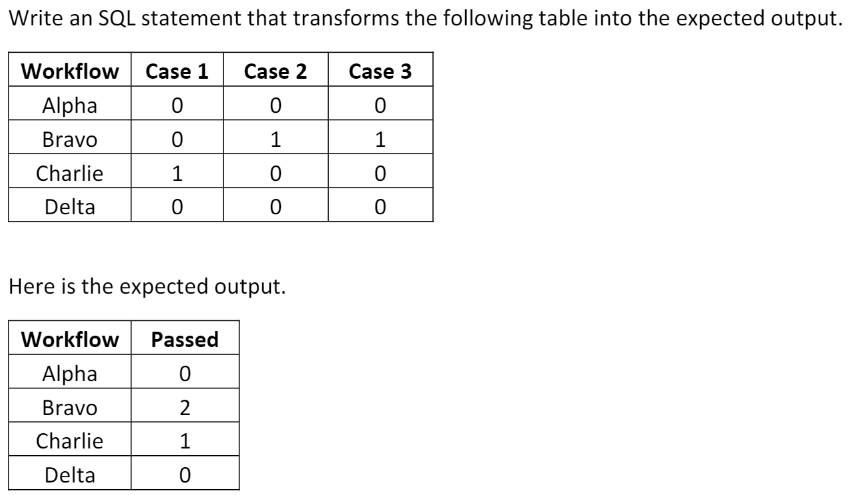 Write an SQL statement that transforms the following table into the expected output.
Workflow Case 1 Case 2 Case 3
Alpha 0 0 0
Bravo 0 1 1
Charlie 1 0 0
Delta 0 0 0
Here is the expected output.
Workflow Passed
Alpha 0
Bravo 2
Charlie 1
Delta 0